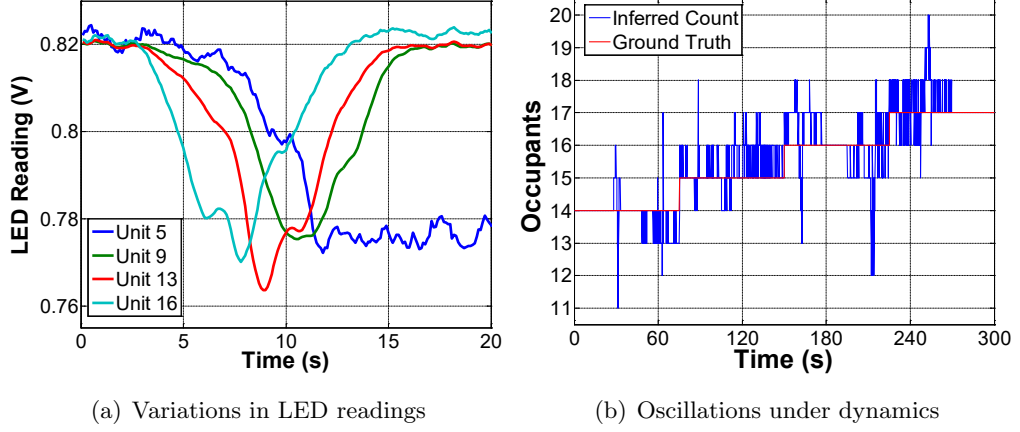 LED Reading (V)
0.82
0.8
0.78
0.76
Unit 5
Unit 9
Unit 13
Unit 16
0 5 10 15 20
Time (s)
(a) Variations in LED readings
Occupants
20
19
18
17
16
15
14
13
12
11
Inferred Count
Ground Truth
0 60 120 180 240 300
Time (s)
(b) Oscillations under dynamics